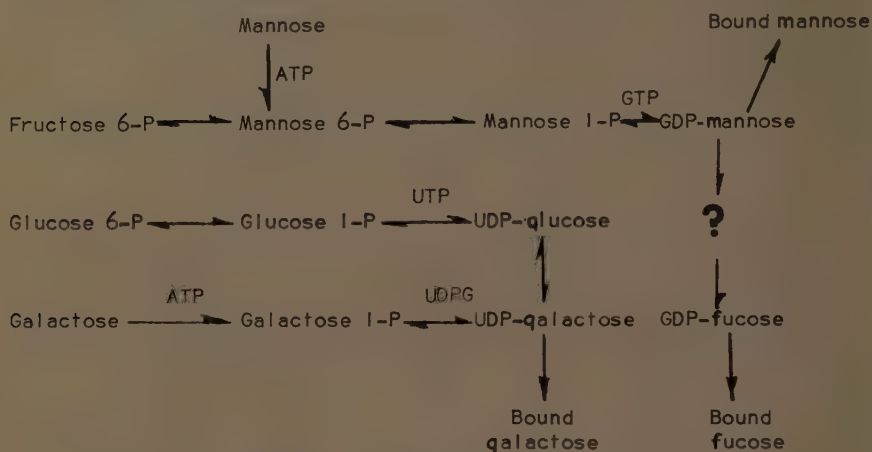 Mannose
Bound mannose
ATP
GTP
Fructose 6-P
Mannose 6-P
Mannose 1-P
GDP-mannose
UTP
Glucose 6-P
Glucose 1-P
UDP-glucose
?
ATP
UDPG
Galactose
Galactose 1-P
UDP-galactose
GDP-fucose
Bound
galactose
Bound
fucose